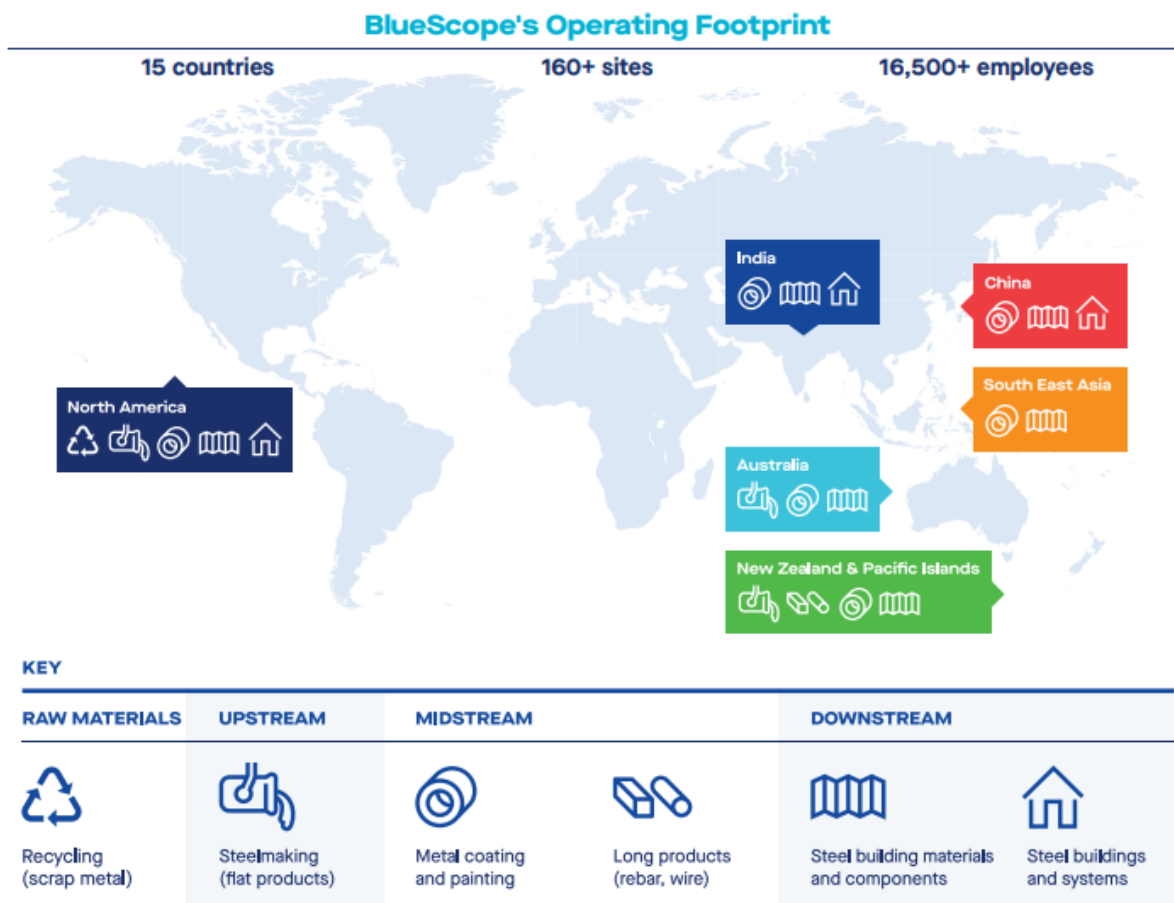 BlueScope's Operating Footprint
15 countries
160+ sites
16,500+ employees
India
China
North America
South East Asia
Australia
New Zealand & Pacific Islands
KEY
RAW MATERIALS
UPSTREAM
MIDSTREAM
DOWNSTREAM
Recycling
(scrap metal)
Steelmaking
(flat products)
Metal coating
and painting
Long products
(rebar, wire)
Steel building materials
and components
Steel buildings
and systems